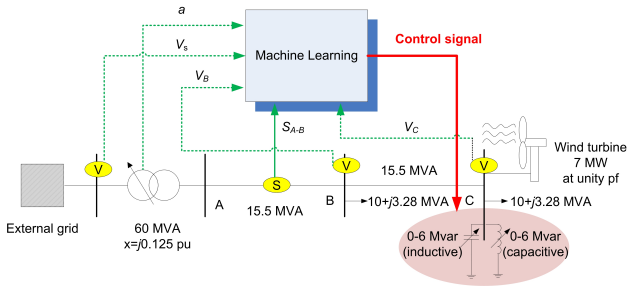 a
Vs
VB
Machine Learning
Control signal
SA-B
VC
V
V
V
S
Wind turbine
7 MW
at unity pf
15.5 MVA
A
B
C
15.5 MVA
10+j3.28 MVA
10+j3.28 MVA
External grid
60 MVA
x=j0.125 pu
0-6 Mvar
(inductive)
0-6 Mvar
(capacitive)